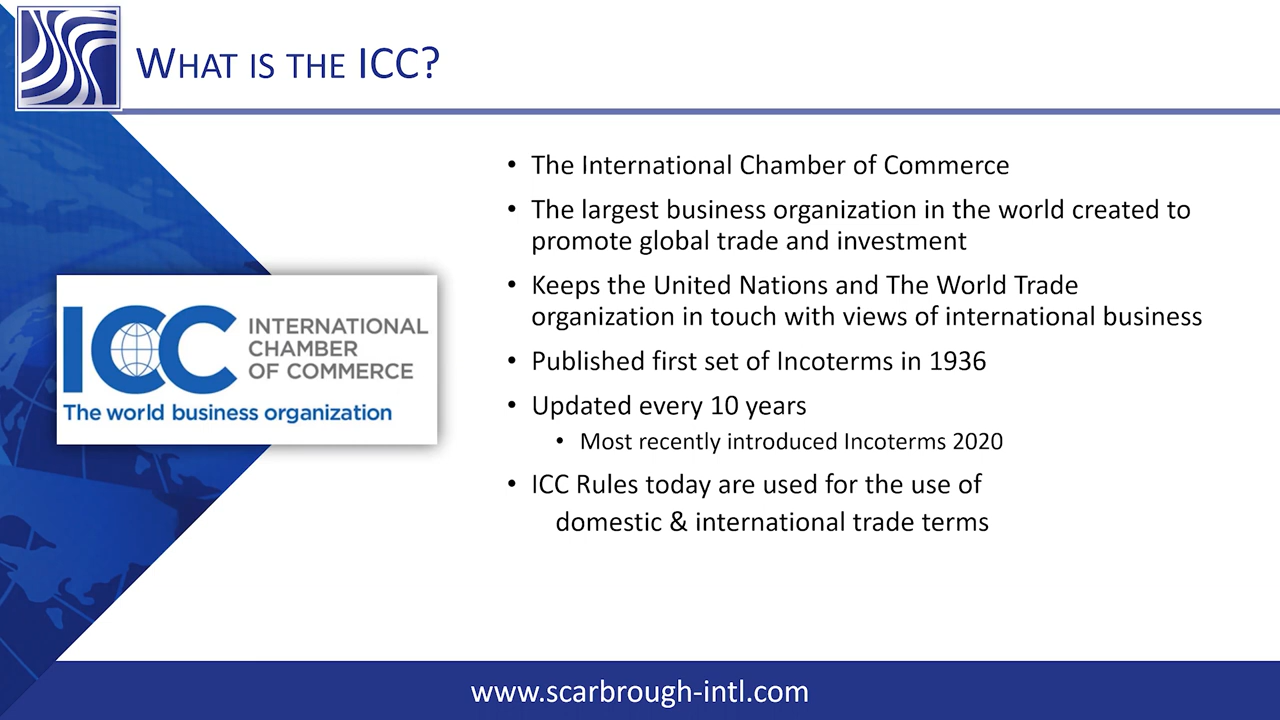 WHAT IS THE ICC?
• The International Chamber of Commerce
• The largest business organization in the world created to
promote global trade and investment
• Keeps the United Nations and The World Trade
organization in touch with views of international business
• Published first set of Incoterms in 1936
• Updated every 10 years
• Most recently introduced Incoterms 2020
• ICC Rules today are used for the use of
domestic & international trade terms
ICC INTERNATIONAL
CHAMBER
OF COMMERCE
The world business organization
www.scarbrough-intl.com